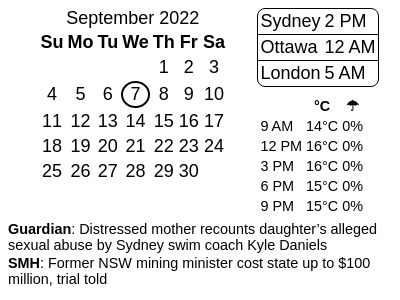 September 2022
Su Mo Tu We Th Fr Sa
1 2 3
4 5 6 7 8 9 10
11 12 13 14 15 16 17
18 19 20 21 22 23 24
25 26 27 28 29 30
Sydney 2 PM
Ottawa 12 AM
London 5 AM
°C ☂
9 AM 14°C 0%
12 PM 16°C 0%
3 PM 16°C 0%
6 PM 15°C 0%
9 PM 15°C 0%
Guardian: Distressed mother recounts daughter’s alleged
sexual abuse by Sydney swim coach Kyle Daniels
SMH: Former NSW mining minister cost state up to $100
million, trial told